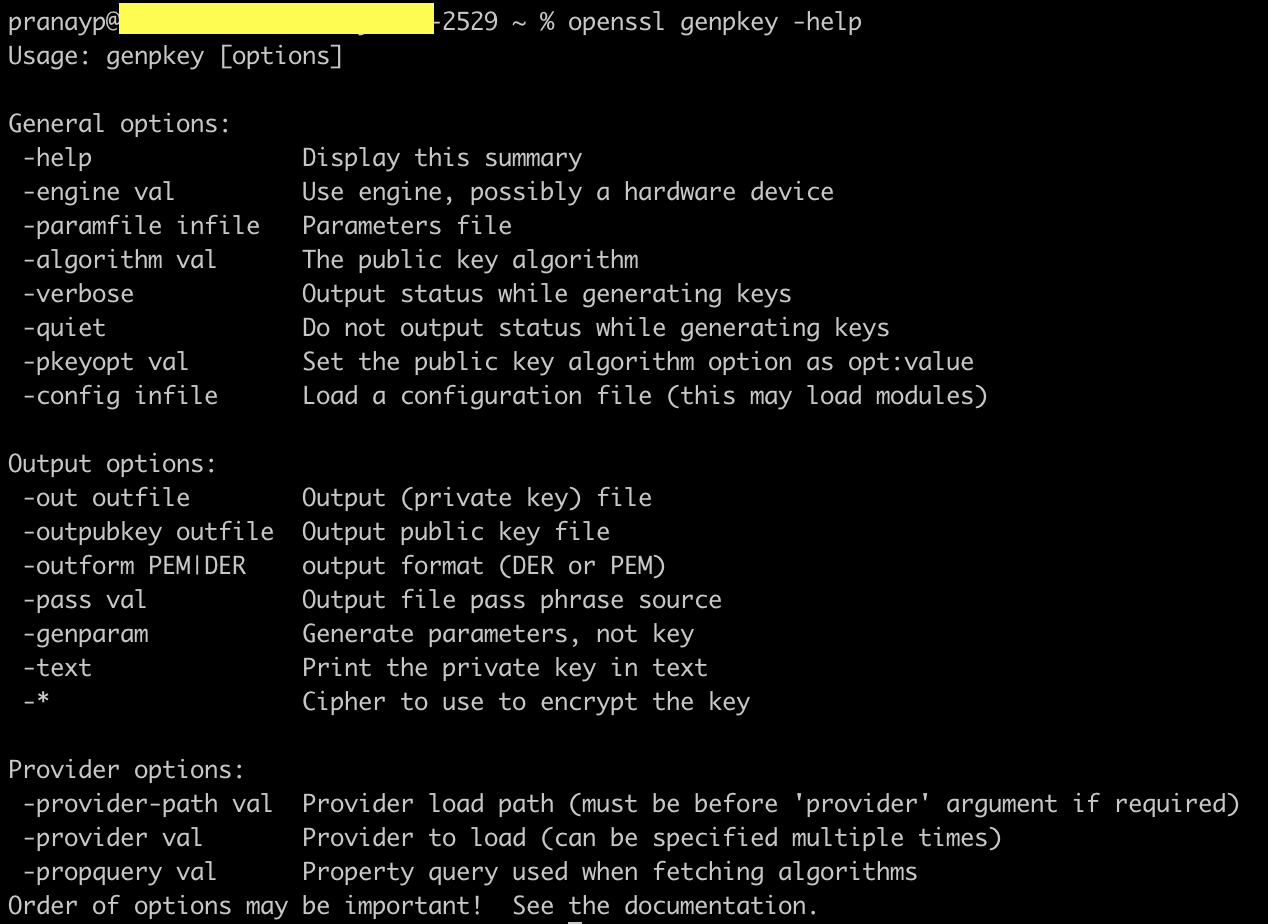 pranayp@ -2529 ~ % openssl genpkey -help
Usage: genpkey [options]

General options:
 -help               Display this summary
 -engine val         Use engine, possibly a hardware device
 -paramfile infile   Parameters file
 -algorithm val      The public key algorithm
 -verbose            Output status while generating keys
 -quiet              Do not output status while generating keys
 -pkeyopt val        Set the public key algorithm option as opt:value
 -config infile      Load a configuration file (this may load modules)

Output options:
 -out outfile        Output (private key) file
 -outpubkey outfile  Output public key file
 -outform PEM|DER    output format (DER or PEM)
 -pass val           Output file pass phrase source
 -genparam           Generate parameters, not key
 -text               Print the private key in text
 -*                  Cipher to use to encrypt the key

Provider options:
 -provider-path val  Provider load path (must be before 'provider' argument if required)
 -provider val       Provider to load (can be specified multiple times)
 -propquery val      Property query used when fetching algorithms
Order of options may be important!  See the documentation.